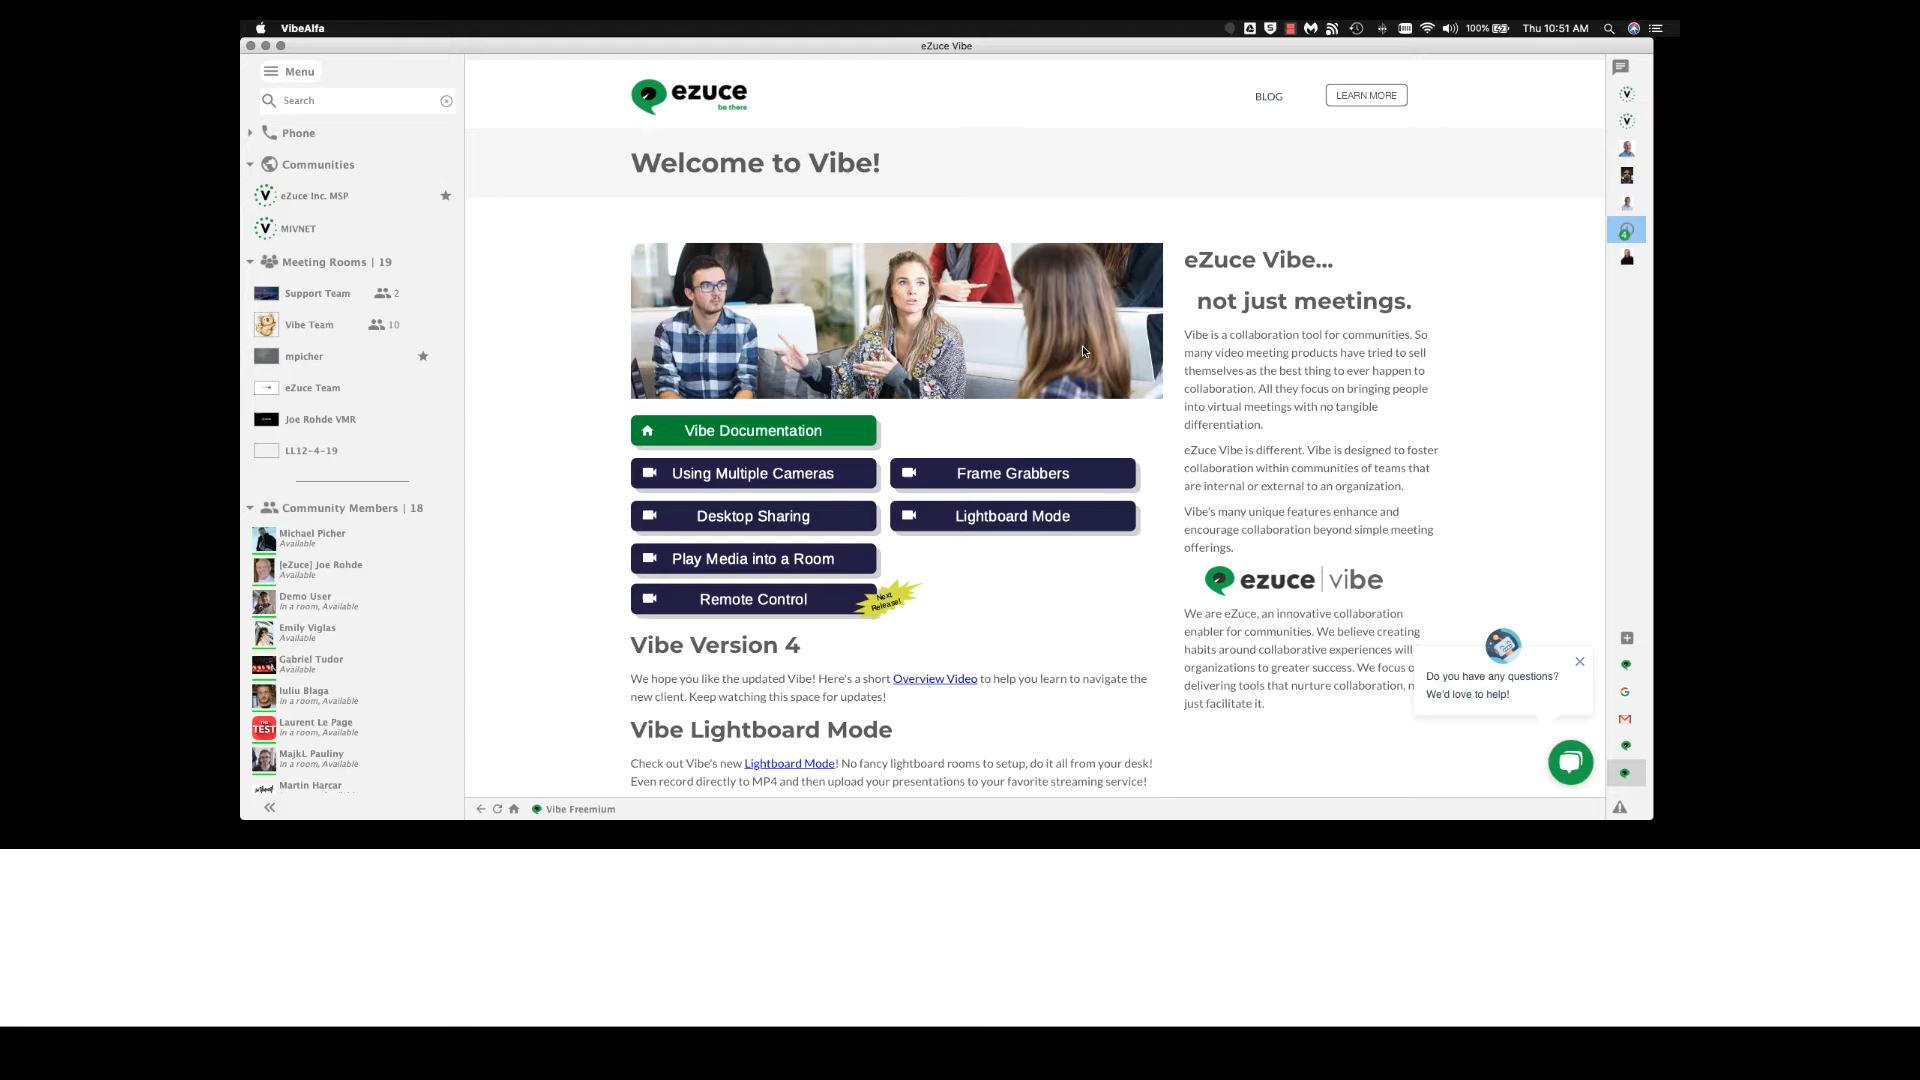 VibeAlfa
100%
Thu 10:51 AM
eZuce Vibe
Menu
Search
Phone
Communities
V eZuce Inc. MSP
V MIVNET
Meeting Rooms | 19
Support Team 2
Vibe Team 10
mpicher
eZuce Team
Joe Rohde VMR
LL12-4-19
Community Members | 18
Michael Picher
Available
[eZuce] Joe Rohde
Available
Demo User
In a room, Available
Emily Viglas
Available
Gabriel Tudor
Available
Iuliu Blaga
In a room, Available
TEST
Laurent Le Page
In a room, Available
MajkL Pauliny
In a room, Available
Martin Harcar
ezuce
be there
BLOG
LEARN MORE
Welcome to Vibe!
Vibe Documentation
Using Multiple Cameras
Frame Grabbers
Desktop Sharing
Lightboard Mode
Play Media into a Room
Remote Control
Next
Release!
Vibe Version 4
We hope you like the updated Vibe! Here's a short Overview Video to help you learn to navigate the
new client. Keep watching this space for updates!
Vibe Lightboard Mode
Check out Vibe's new Lightboard Mode! No fancy lightboard rooms to setup, do it all from your desk!
Even record directly to MP4 and then upload your presentations to your favorite streaming service!
eZuce Vibe...
not just meetings.
Vibe is a collaboration tool for communities. So
many video meeting products have tried to sell
themselves as the best thing to ever happen to
collaboration. All they focus on bringing people
into virtual meetings with no tangible
differentiation.
eZuce Vibe is different. Vibe is designed to foster
collaboration within communities of teams that
are internal or external to an organization.
Vibe's many unique features enhance and
encourage collaboration beyond simple meeting
offerings.
ezuce | vibe
We are eZuce, an innovative collaboration
enabler for communities. We believe creating
habits around collaborative experiences will
organizations to greater success. We focus o
delivering tools that nurture collaboration, n
just facilitate it.
Do you have any questions?
We'd love to help!
V
V
4
Vibe Freemium